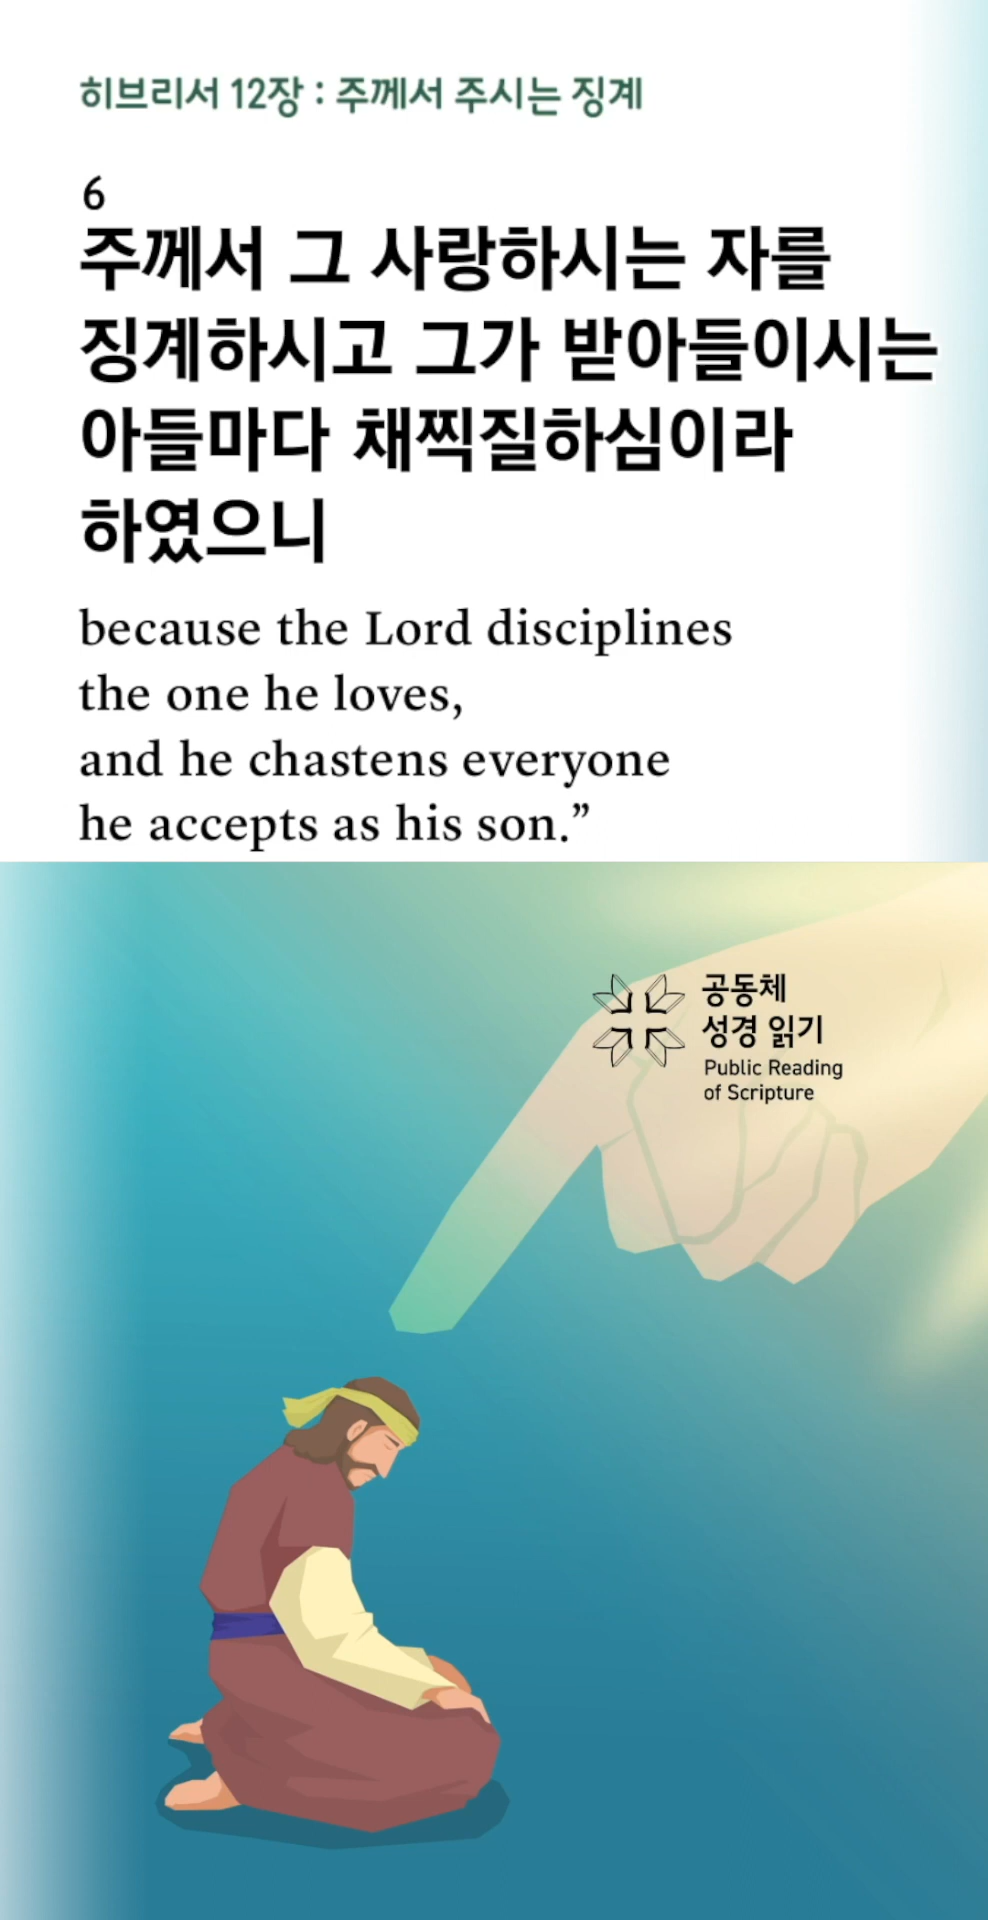 히브리서 12장 : 주께서 주시는 징계
6
주께서 그 사랑하시는 자를
징계하시고 그가 받아들이시는
아들마다 채찍질하심이라
하였으니
because the Lord disciplines
the one he loves,
and he chastens everyone
he accepts as his son.”
공동체
성경 읽기
Public Reading
of Scripture